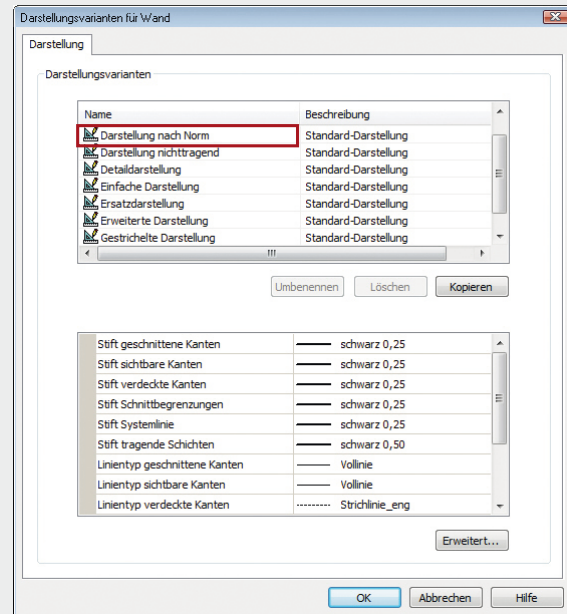 Darstellungsvarianten für Wand
Darstellung
Darstellungsvarianten
Name Beschreibung
Darstellung nach Norm Standard-Darstellung
Darstellung nichttragend Standard-Darstellung
Detaildarstellung Standard-Darstellung
Einfache Darstellung Standard-Darstellung
Ersatzdarstellung Standard-Darstellung
Erweiterte Darstellung Standard-Darstellung
Gestrichelte Darstellung Standard-Darstellung
Umbenennen Löschen Kopieren
Stift geschnittene Kanten schwarz 0,25
Stift sichtbare Kanten schwarz 0,25
Stift verdeckte Kanten schwarz 0,25
Stift Schnittbegrenzungen schwarz 0,25
Stift Systemlinie schwarz 0,25
Stift tragende Schichten schwarz 0,50
Linientyp geschnittene Kanten Vollinie
Linientyp sichtbare Kanten Vollinie
Linientyp verdeckte Kanten Strichlinie_eng
Erweitert...
OK Abbrechen Hilfe